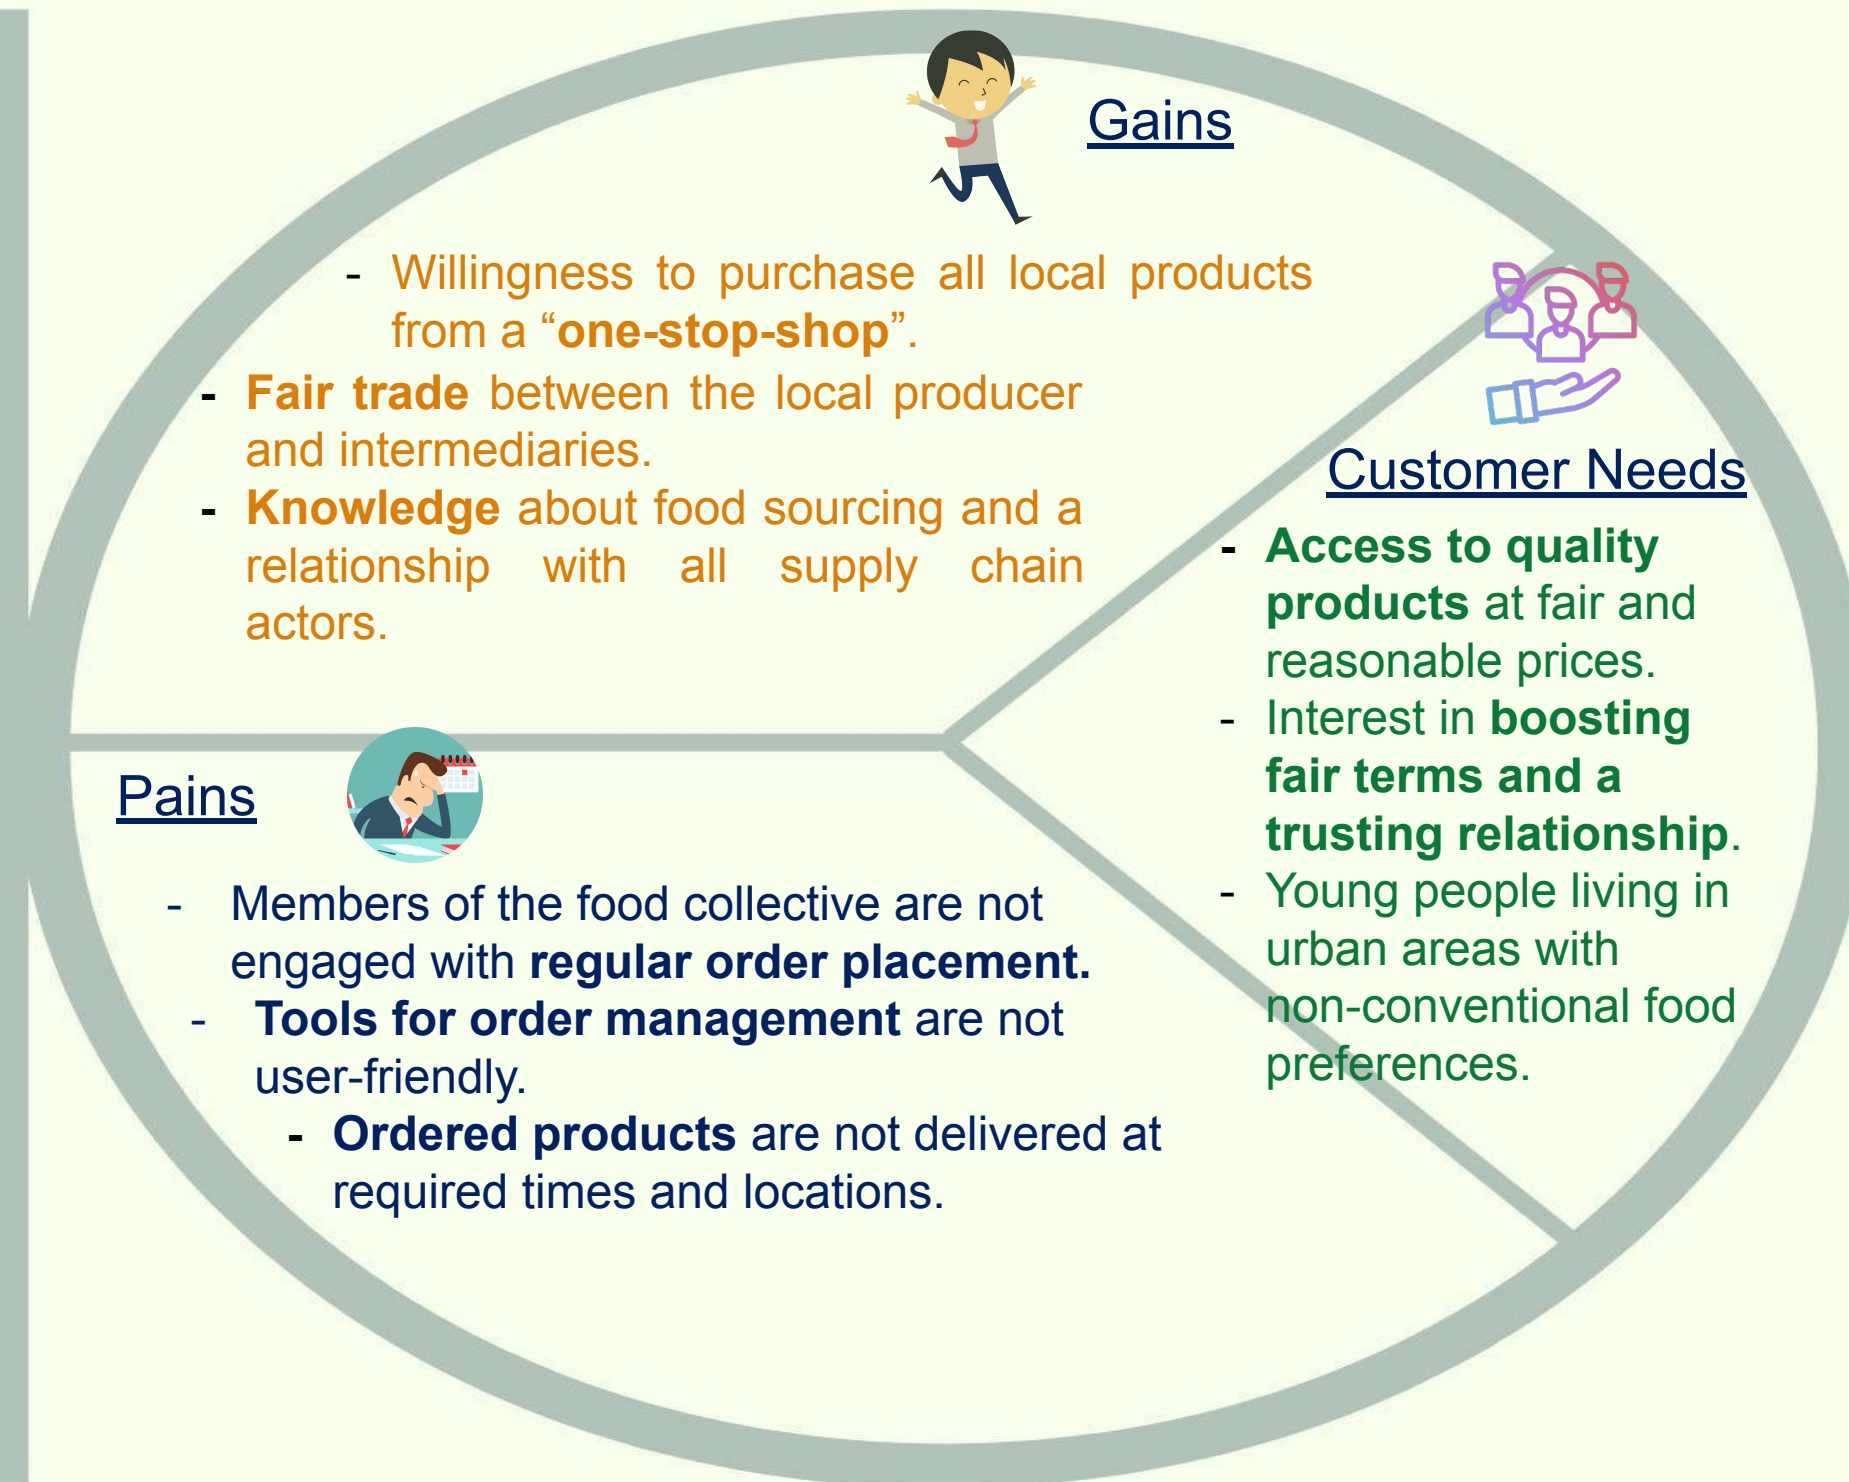 Gains
- Willingness to purchase all local products
from a “one-stop-shop”.
- Fair trade between the local producer
and intermediaries.
- Knowledge about food sourcing and a
relationship with all supply chain
actors.
Customer Needs
- Access to quality
products at fair and
reasonable prices.
- Interest in boosting
fair terms and a
trusting relationship.
- Young people living in
urban areas with
non-conventional food
preferences.
Pains
- Members of the food collective are not
engaged with regular order placement.
- Tools for order management are not
user-friendly.
- Ordered products are not delivered at
required times and locations.